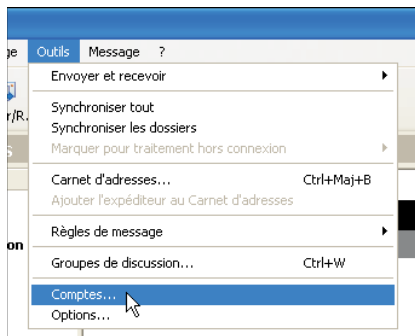 ge Outils Message ?
Envoyer et recevoir
r/R.
Synchroniser tout
Synchroniser les dossiers
Marquer pour traitement hors connexion
s
Carnet d'adresses... Ctrl+Maj+B
Ajouter l'expéditeur au Carnet d'adresses
Règles de message
on
Groupes de discussion... Ctrl+W
Comptes...
Options...